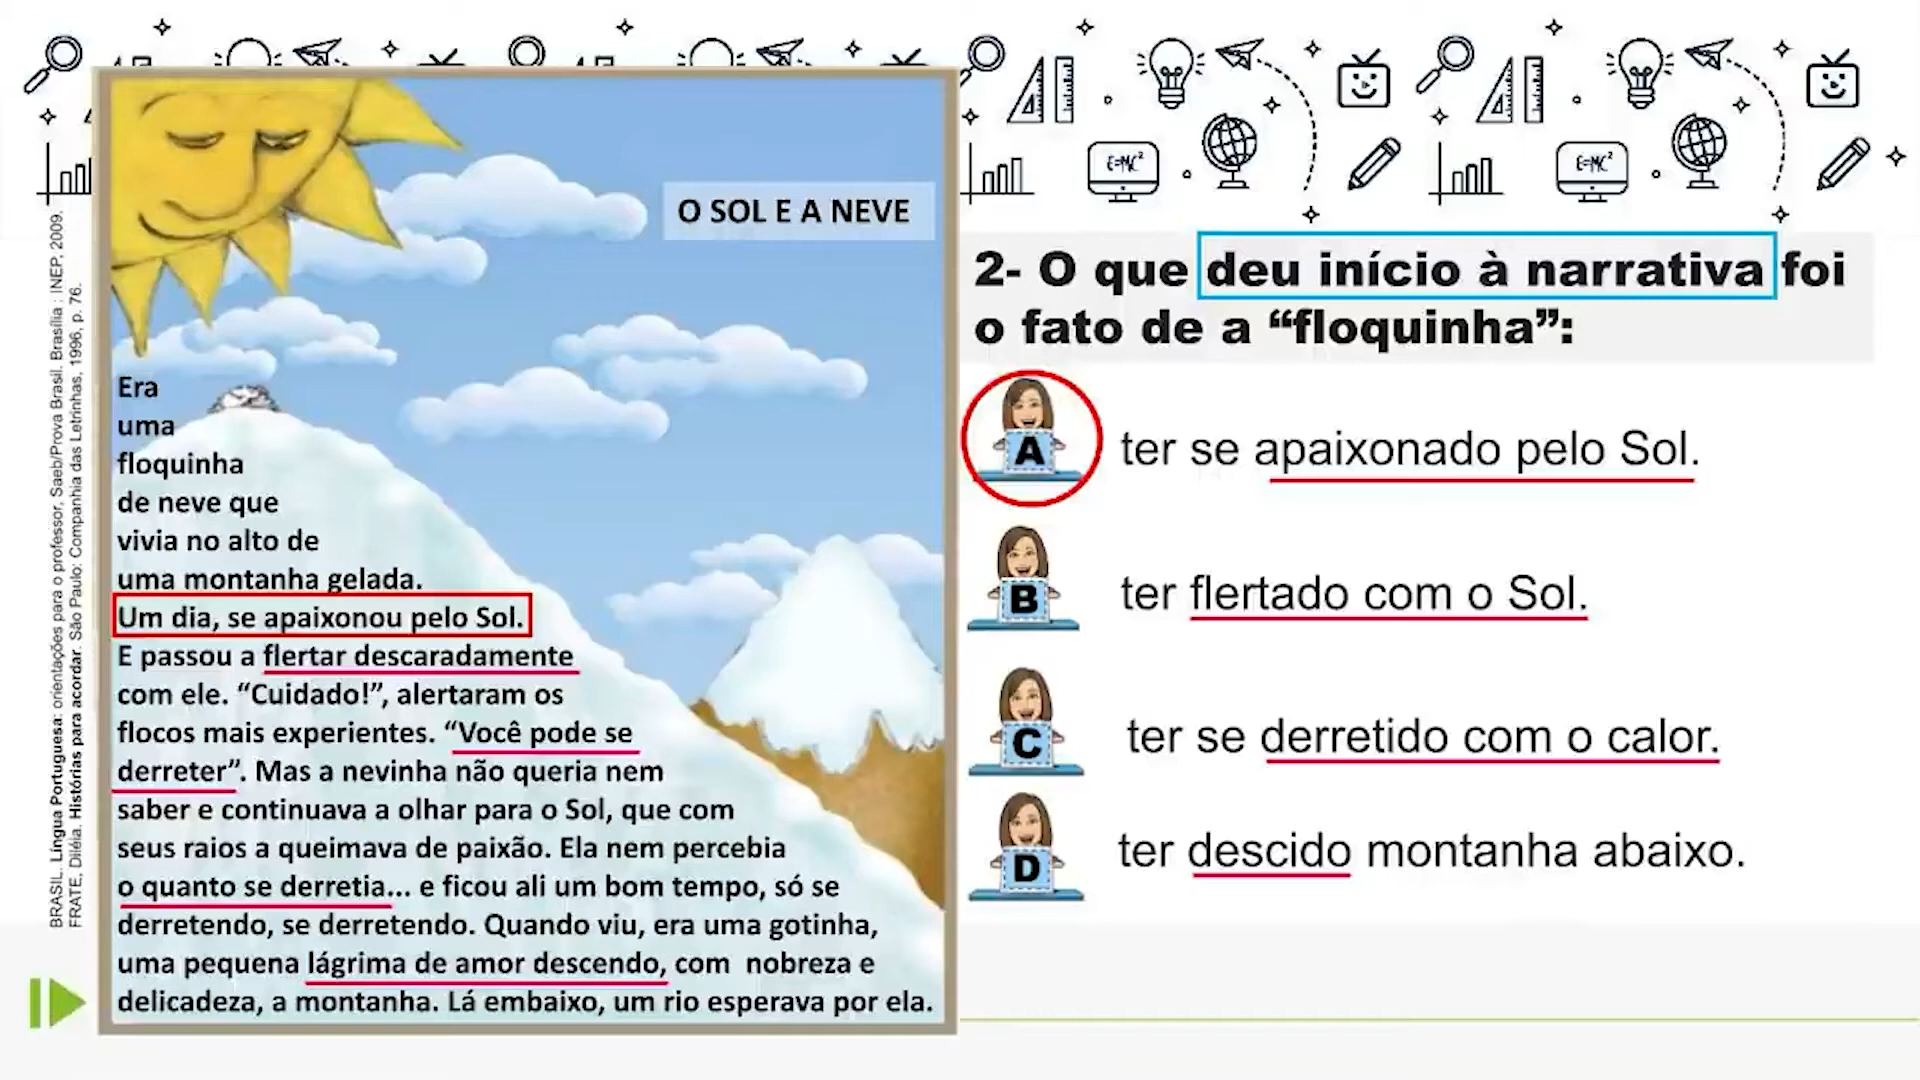 BRASIL. Língua Portuguesa: orientações para o professor, Saeb/Prova Brasil. Brasília : INEP, 2009.
FRATE, Diléia. Histórias para acordar. São Paulo: Companhia das Letrinhas, 1996, p. 76.
O SOL E A NEVE
Era
uma
floquinha
de neve que
vivia no alto de
uma montanha gelada.
Um dia, se apaixonou pelo Sol.
E passou a flertar descaradamente
com ele. “Cuidado!”, alertaram os
flocos mais experientes. “Você pode se
derreter”. Mas a nevinha não queria nem
saber e continuava a olhar para o Sol, que com
seus raios a queimava de paixão. Ela nem percebia
o quanto se derretia... e ficou ali um bom tempo, só se
derretendo, se derretendo. Quando viu, era uma gotinha,
uma pequena lágrima de amor descendo, com nobreza e
delicadeza, a montanha. Lá embaixo, um rio esperava por ela.
E=MC²
E=MC²
2- O que deu início à narrativa foi
o fato de a “floquinha”:
A ter se apaixonado pelo Sol.
B ter flertado com o Sol.
C ter se derretido com o calor.
D ter descido montanha abaixo.